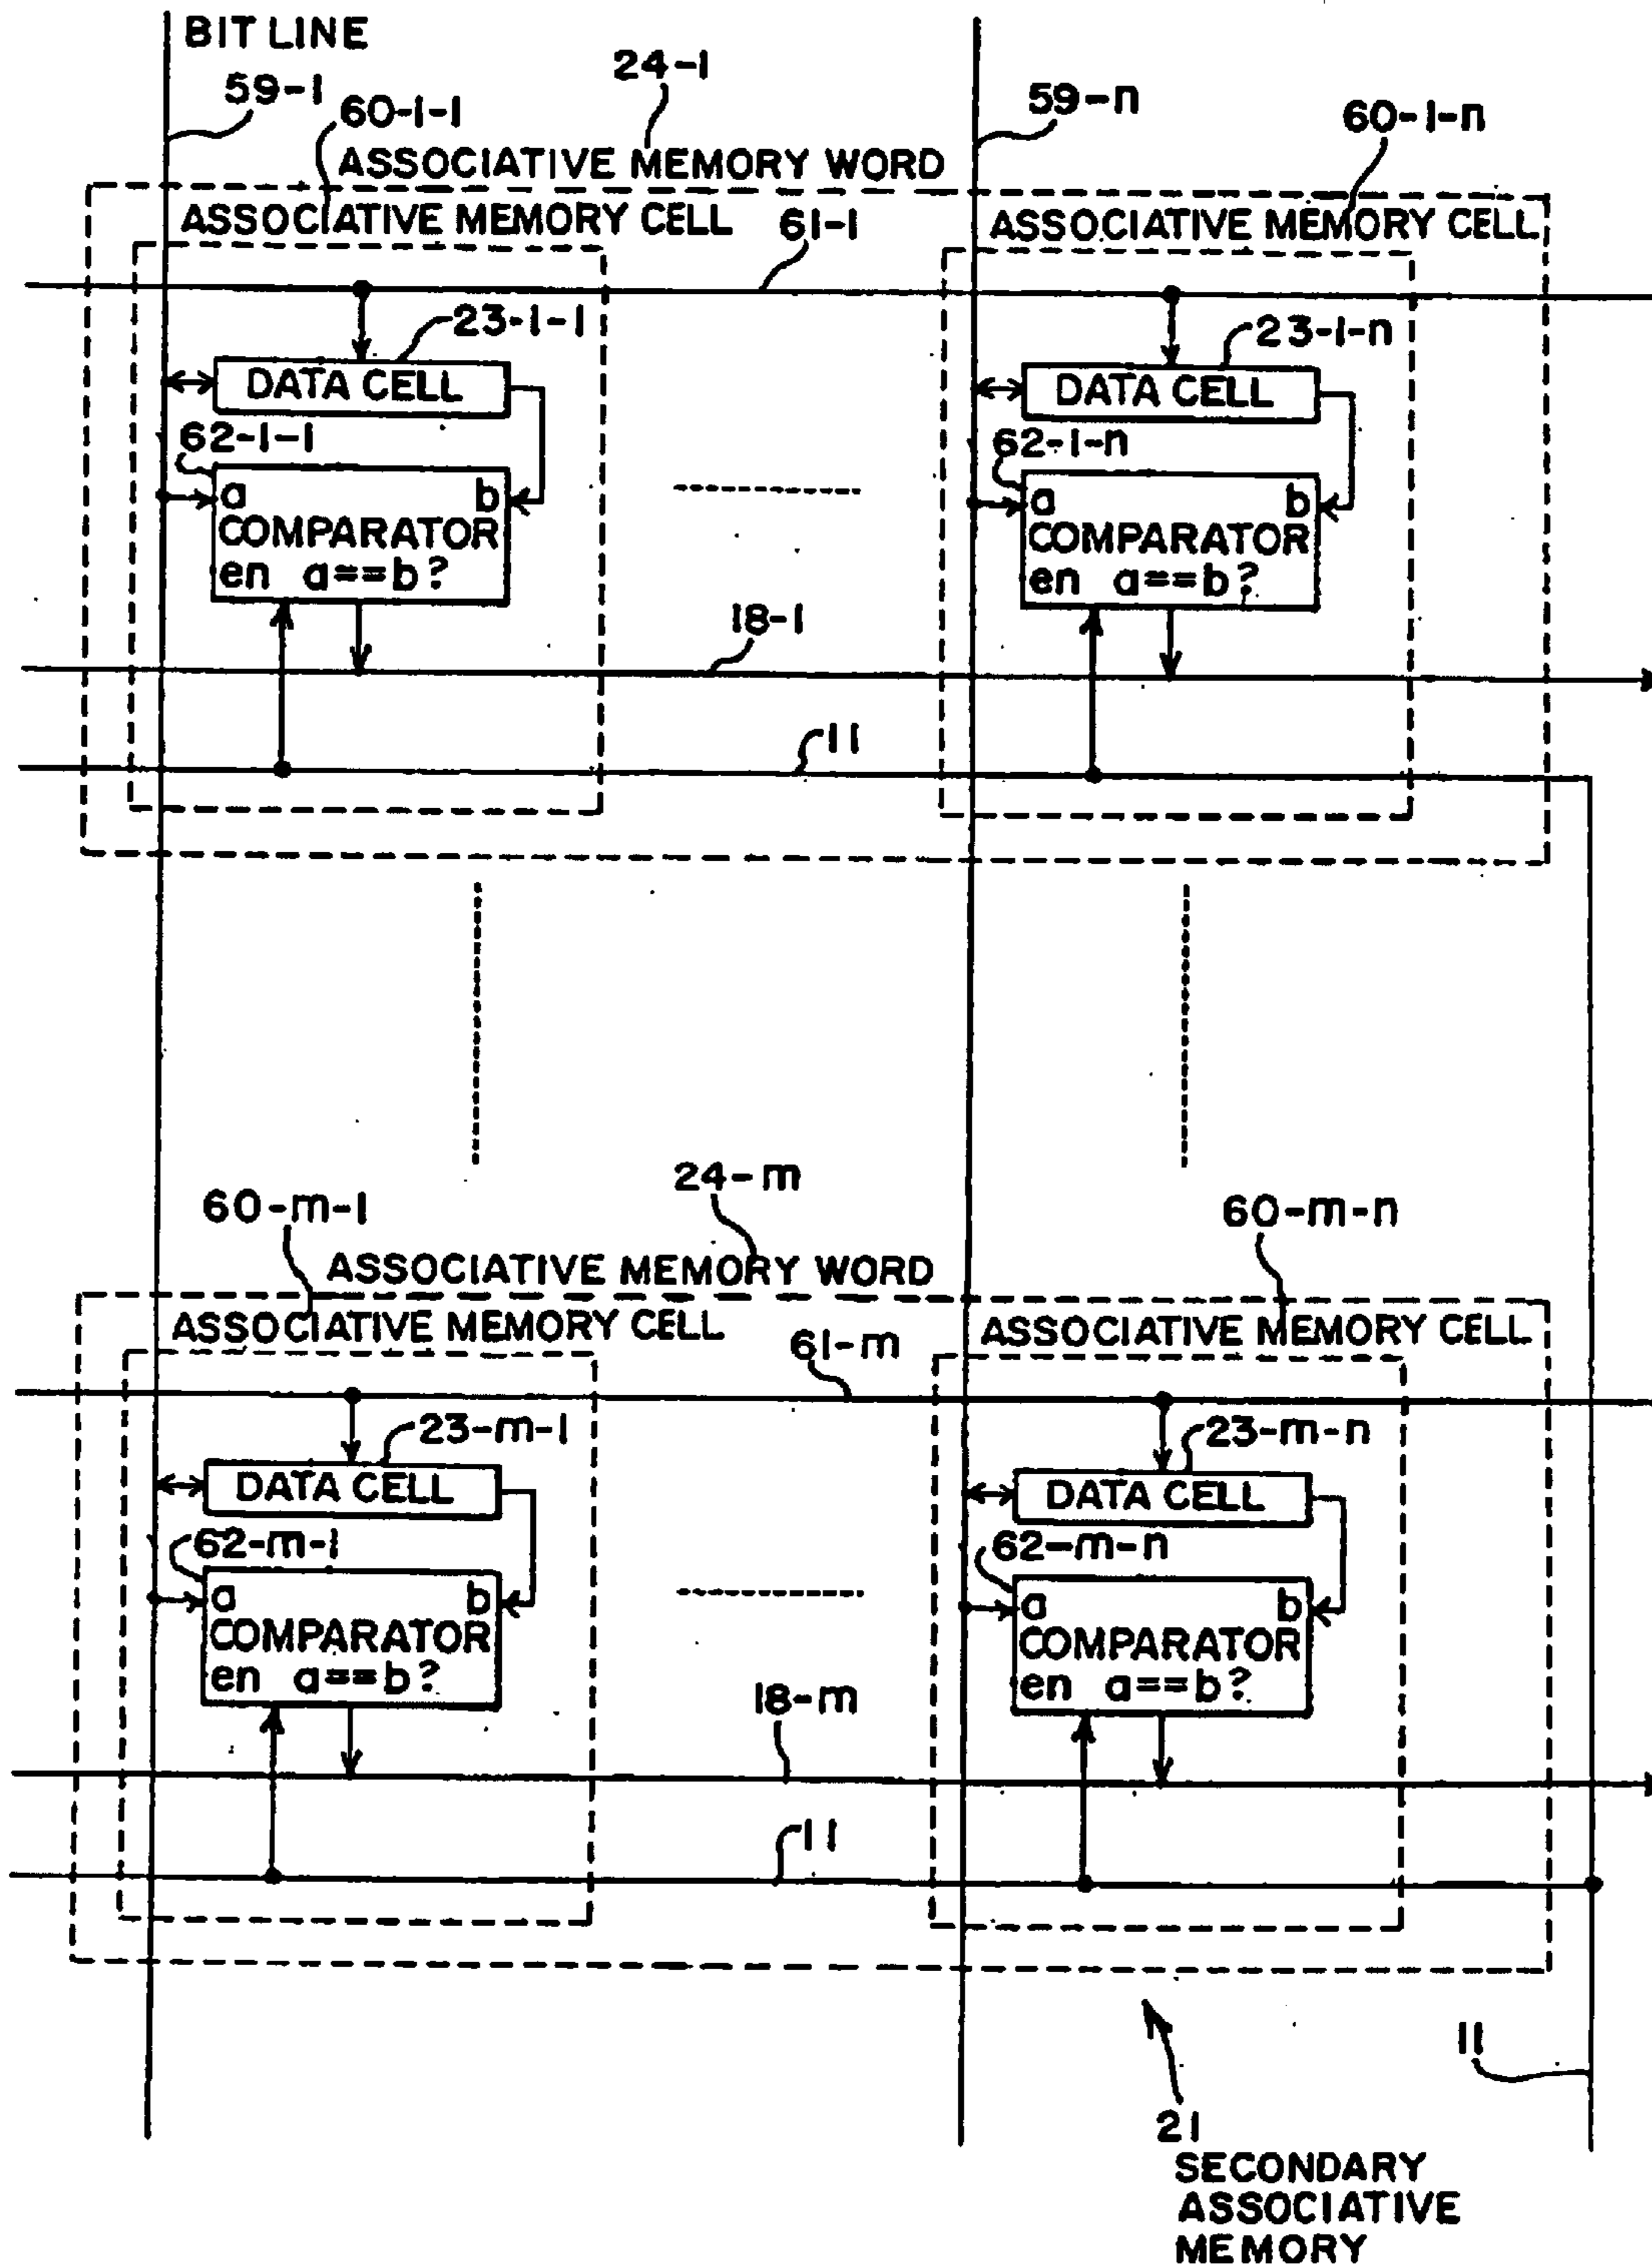 BIT LINE
59-1
60-1-1
24-1
59-n
60-1-n
ASSOCIATIVE MEMORY WORD
ASSOCIATIVE MEMORY CELL
61-1
ASSOCIATIVE MEMORY CELL
23-1-1
23-1-n
DATA CELL
DATA CELL
62-1-1
62-1-n
a b
COMPARATOR
en a==b?
a b
COMPARATOR
en a==b?
18-1
11
24-m
60-m-1
60-m-n
ASSOCIATIVE MEMORY WORD
ASSOCIATIVE MEMORY CELL
61-m
ASSOCIATIVE MEMORY CELL
23-m-1
23-m-n
DATA CELL
DATA CELL
62-m-1
62-m-n
a b
COMPARATOR
en a==b?
a b
COMPARATOR
en a==b?
18-m
11
11
21
SECONDARY
ASSOCIATIVE
MEMORY